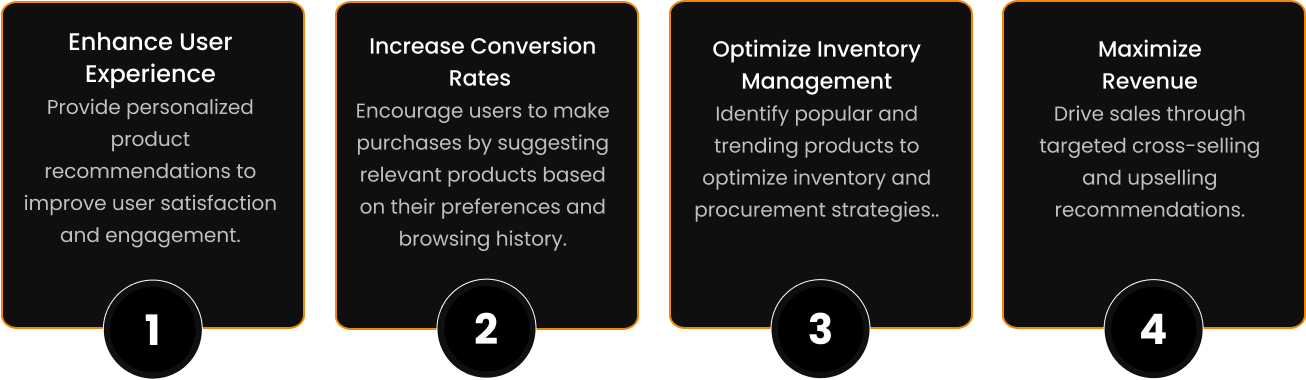 Enhance User
Experience
Provide personalized
product
recommendations to
improve user satisfaction
and engagement.
1
Increase Conversion
Rates
Encourage users to make
purchases by suggesting
relevant products based
on their preferences and
browsing history.
2
Optimize Inventory
Management
Identify popular and
trending products to
optimize inventory and
procurement strategies..
3
Maximize
Revenue
Drive sales through
targeted cross-selling
and upselling
recommendations.
4